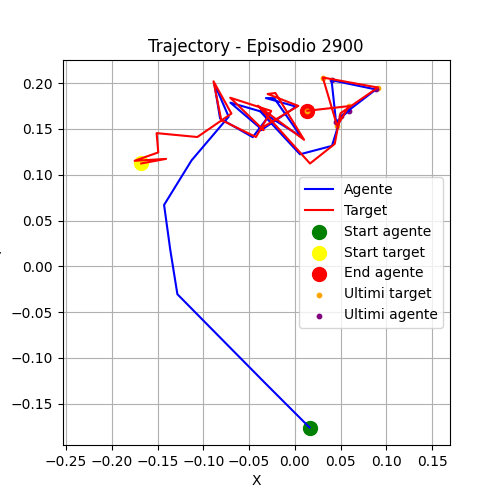 Trajectory - Episodio 2900
0.20
0.15
0.10
0.05
0.00
−0.05
−0.10
−0.15
Agente
Target
Start agente
Start target
End agente
Ultimi target
Ultimi agente
−0.25 −0.20 −0.15 −0.10 −0.05 0.00 0.05 0.10 0.15
X